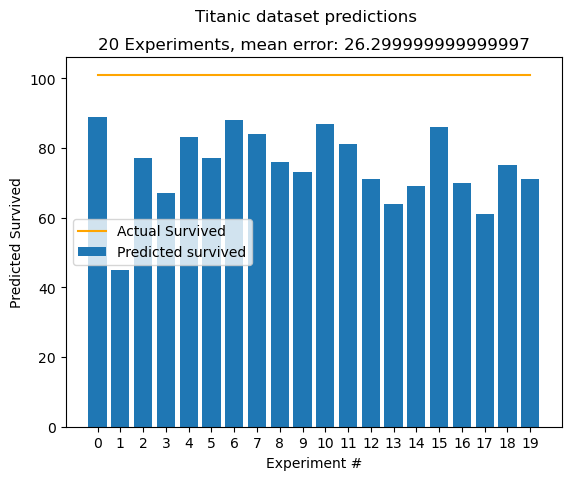 Titanic dataset predictions
20 Experiments, mean error: 26.299999999999997
100
80
60
40
20
0
Predicted Survived
Actual Survived
Predicted survived
0 1 2 3 4 5 6 7 8 9 10 11 12 13 14 15 16 17 18 19
Experiment #